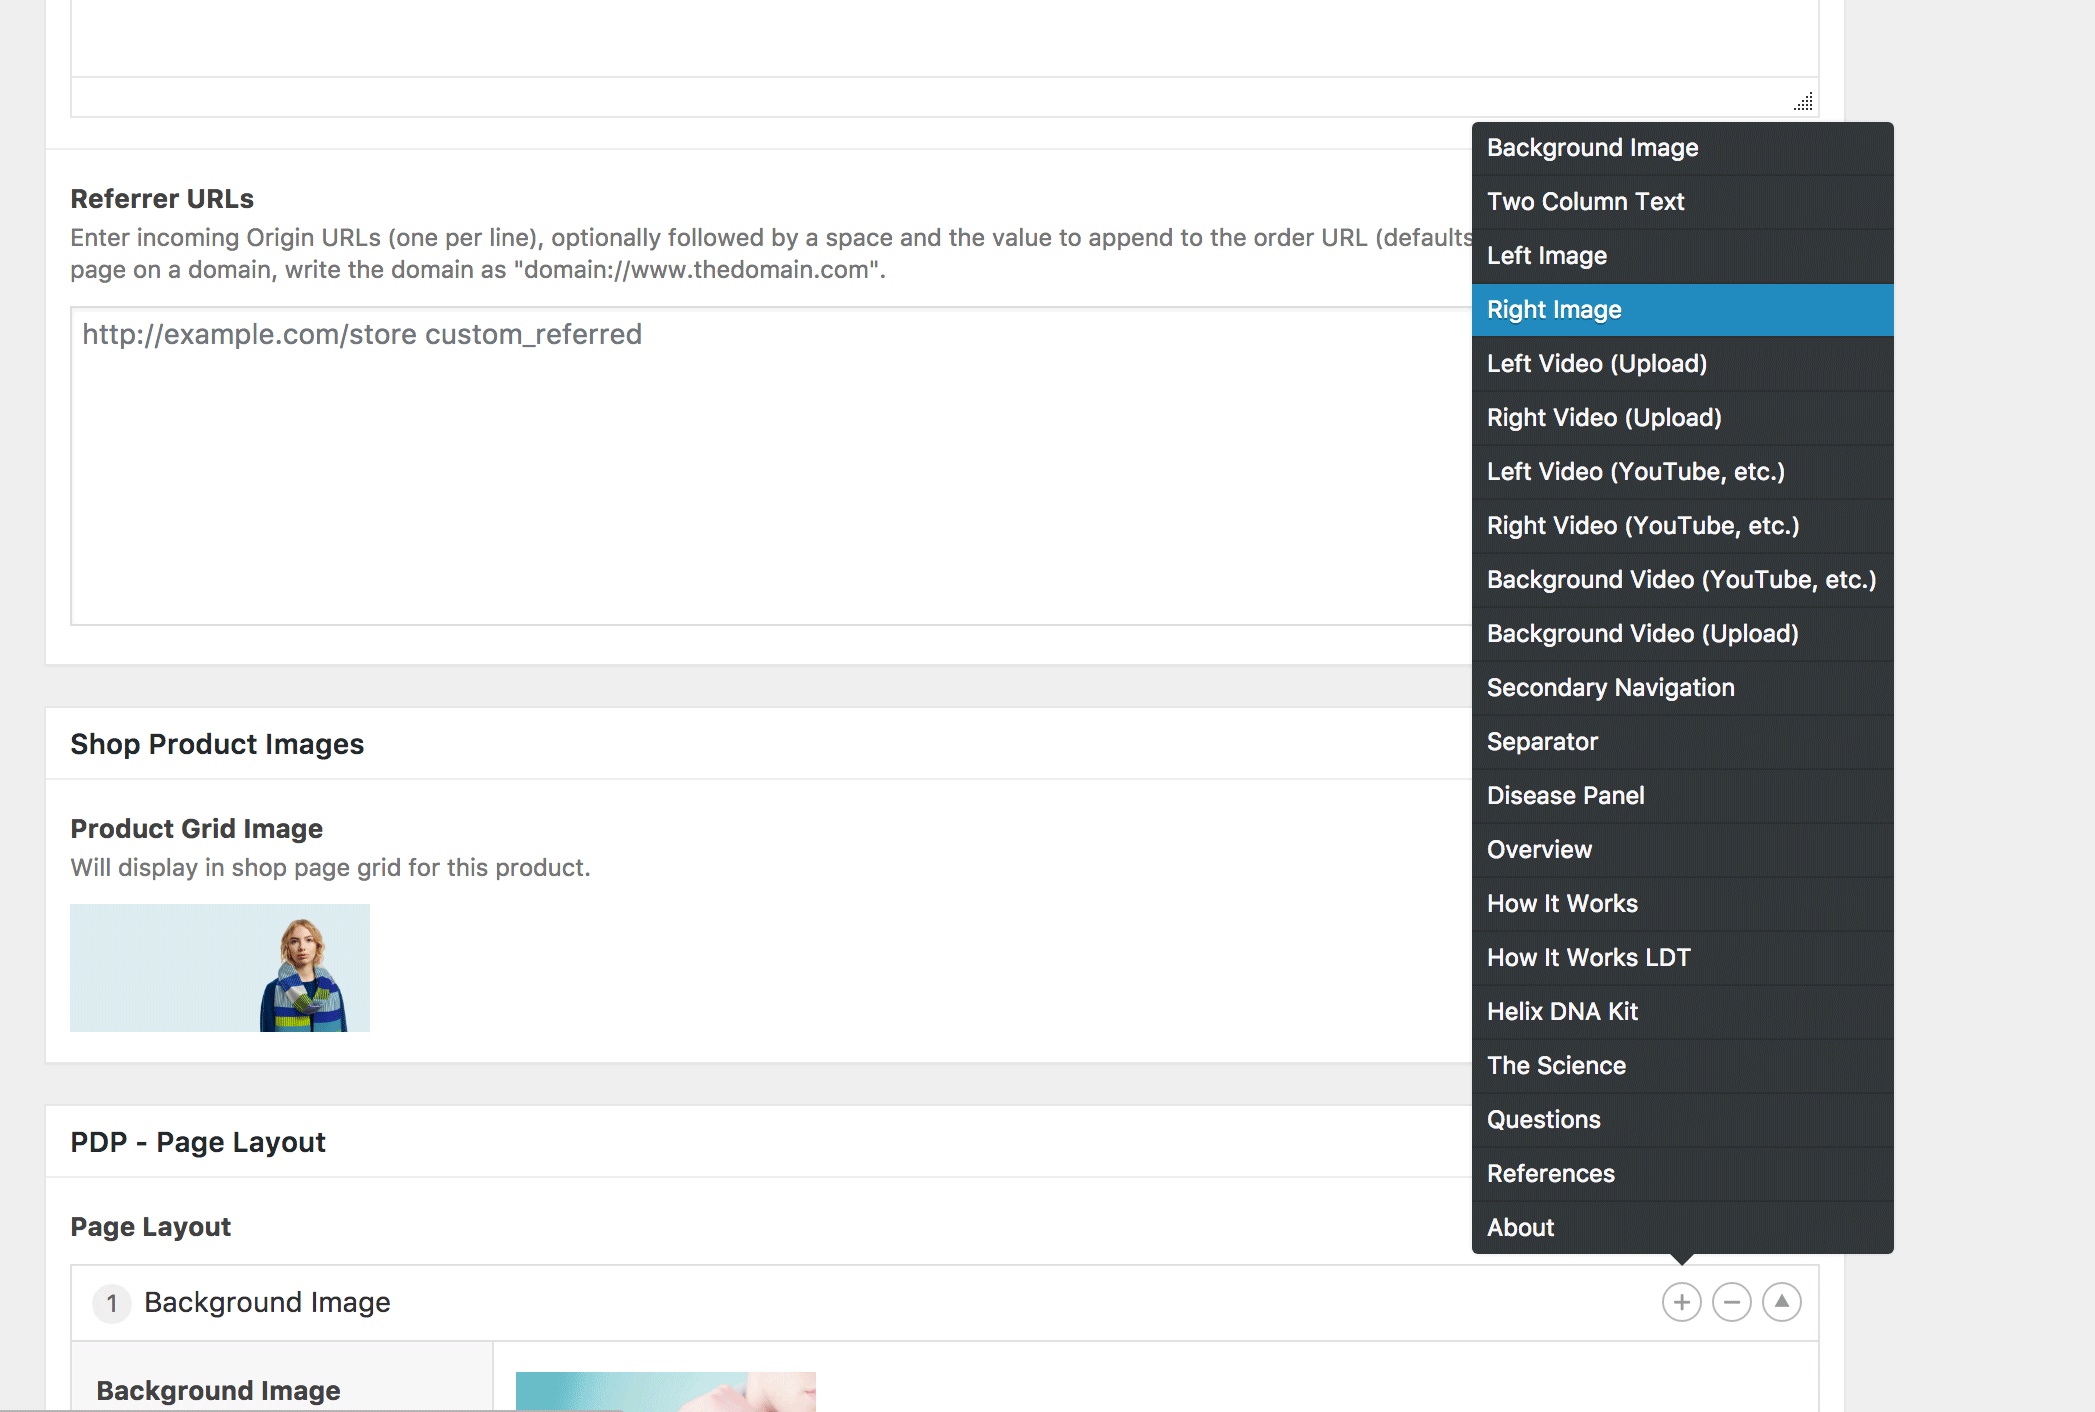 Referrer URLs
Enter incoming Origin URLs (one per line), optionally followed by a space and the value to append to the order URL (defaults
page on a domain, write the domain as "domain://www.thedomain.com".
http://example.com/store custom_referred
Shop Product Images
Product Grid Image
Will display in shop page grid for this product.
PDP - Page Layout
Page Layout
1 Background Image
Background Image
Background Image
Two Column Text
Left Image
Right Image
Left Video (Upload)
Right Video (Upload)
Left Video (YouTube, etc.)
Right Video (YouTube, etc.)
Background Video (YouTube, etc.)
Background Video (Upload)
Secondary Navigation
Separator
Disease Panel
Overview
How It Works
How It Works LDT
Helix DNA Kit
The Science
Questions
References
About